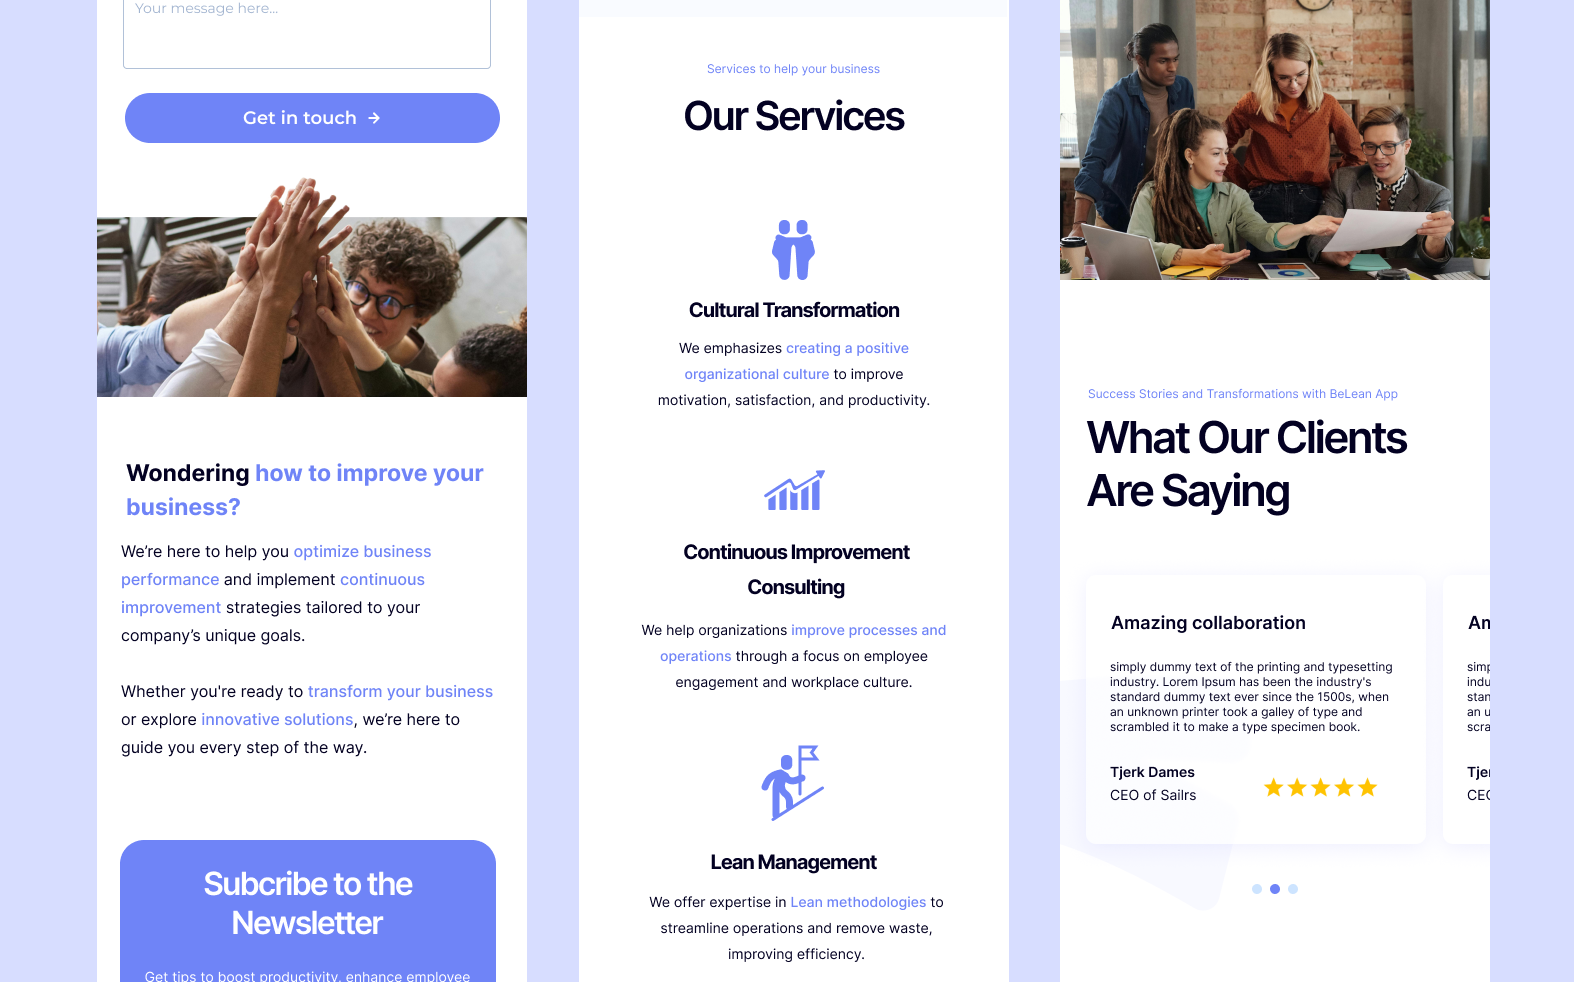 Your message here...
Get in touch →
Wondering how to improve your
business?
We’re here to help you optimize business
performance and implement continuous
improvement strategies tailored to your
company’s unique goals.
Whether you're ready to transform your business
or explore innovative solutions, we’re here to
guide you every step of the way.
Subcribe to the
Newsletter
Get tips to boost productivity, enhance employee
Services to help your business
Our Services
Cultural Transformation
We emphasizes creating a positive
organizational culture to improve
motivation, satisfaction, and productivity.
Continuous Improvement
Consulting
We help organizations improve processes and
operations through a focus on employee
engagement and workplace culture.
Lean Management
We offer expertise in Lean methodologies to
streamline operations and remove waste,
improving efficiency.
Success Stories and Transformations with BeLean App
What Our Clients
Are Saying
Amazing collaboration
simply dummy text of the printing and typesetting
industry. Lorem Ipsum has been the industry's
standard dummy text ever since the 1500s, when
an unknown printer took a galley of type and
scrambled it to make a type specimen book.
Tjerk Dames
CEO of Sailrs